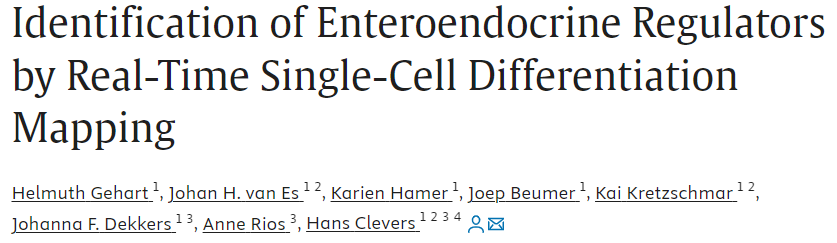 Identification of Enteroendocrine Regulators
by Real-Time Single-Cell Differentiation
Mapping
Helmuth Gehart 1, Johan H. van Es 1 2, Karien Hamer 1, Joep Beumer 1, Kai Kretzschmar 1 2,
Johanna F. Dekkers 1 3, Anne Rios 3, Hans Clevers 1 2 3 4